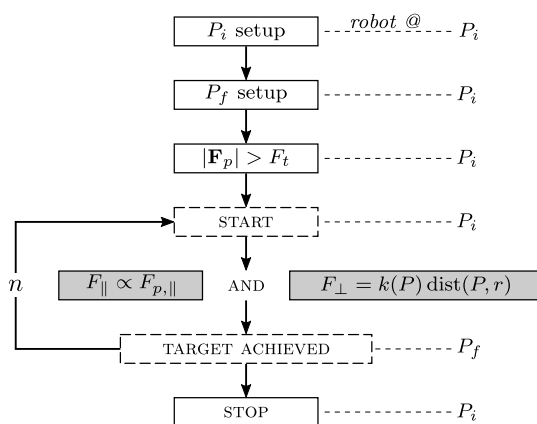 P_i setup robot @ P_i
P_f setup P_i
|F_p| > F_t P_i
START P_i
n F_∥ ∝ F_{p,∥} AND F_⊥ = k(P) dist(P, r)
TARGET ACHIEVED P_f
STOP P_i